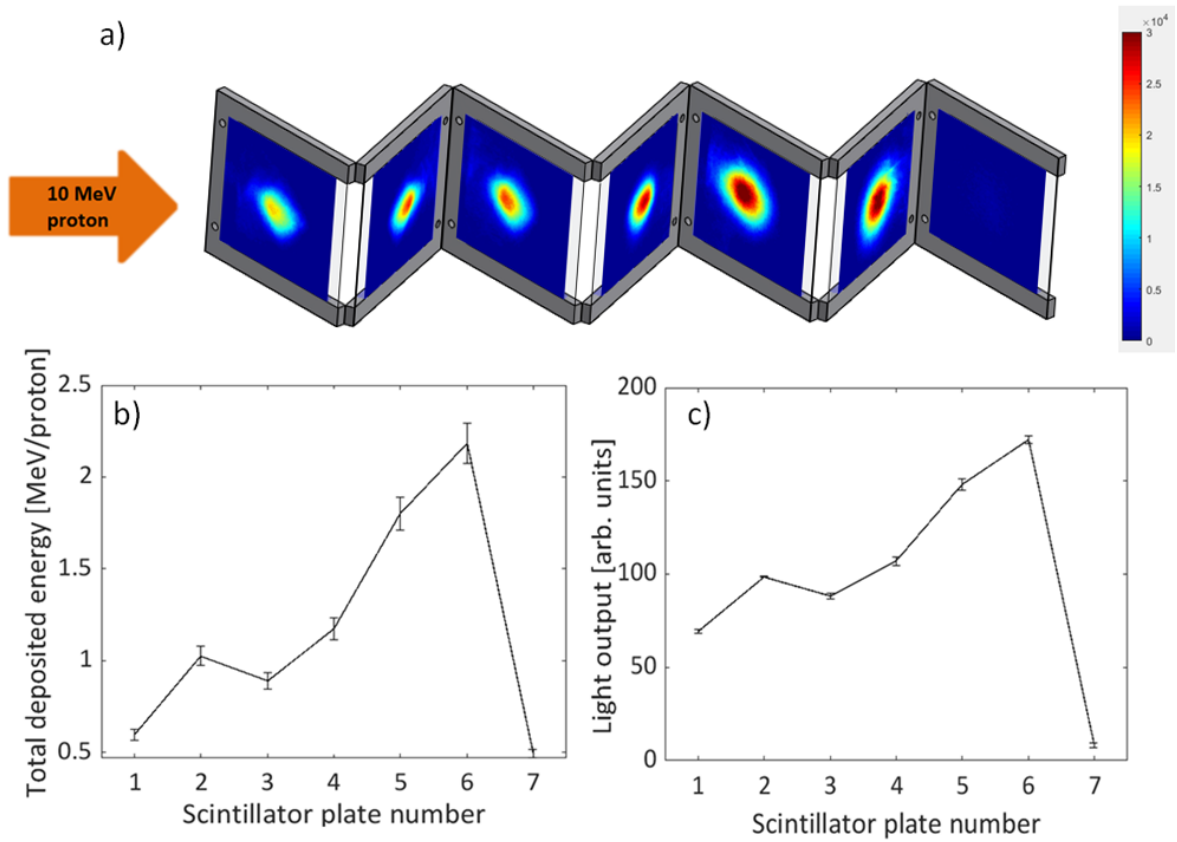 a)
×10⁴
3
2.5
2
1.5
1
0.5
0
10 MeV
proton
b)
Total deposited energy [MeV/proton]
2.5
2
1.5
1
0.5
1 2 3 4 5 6 7
Scintillator plate number
c)
Light output [arb. units]
200
150
100
50
0
1 2 3 4 5 6 7
Scintillator plate number